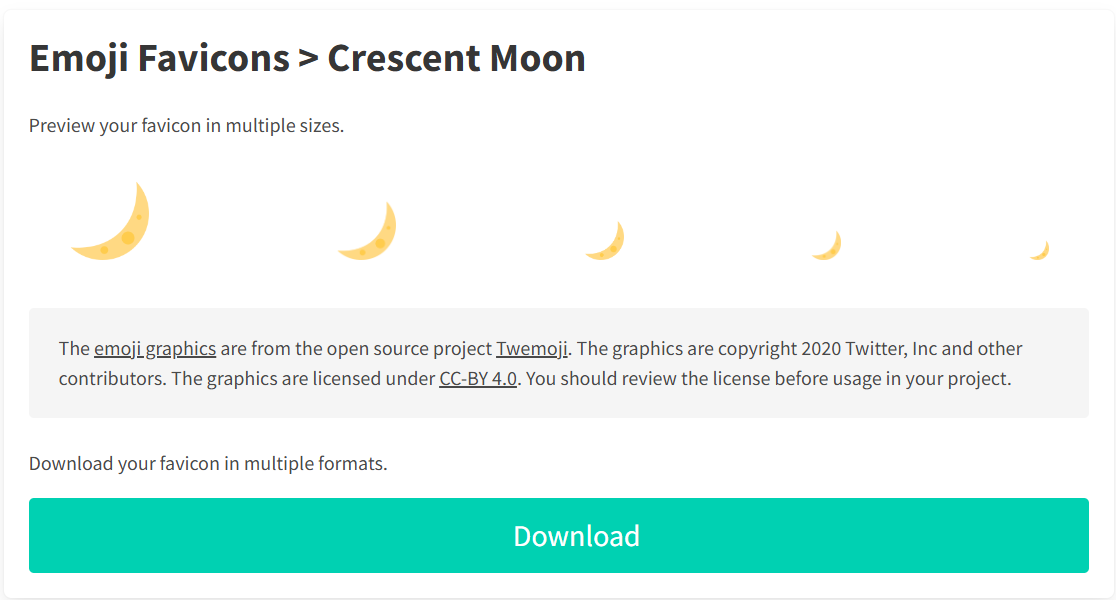 Emoji Favicons > Crescent Moon
Preview your favicon in multiple sizes.
The emoji graphics are from the open source project Twemoji. The graphics are copyright 2020 Twitter, Inc and other
contributors. The graphics are licensed under CC-BY 4.0. You should review the license before usage in your project.
Download your favicon in multiple formats.
Download